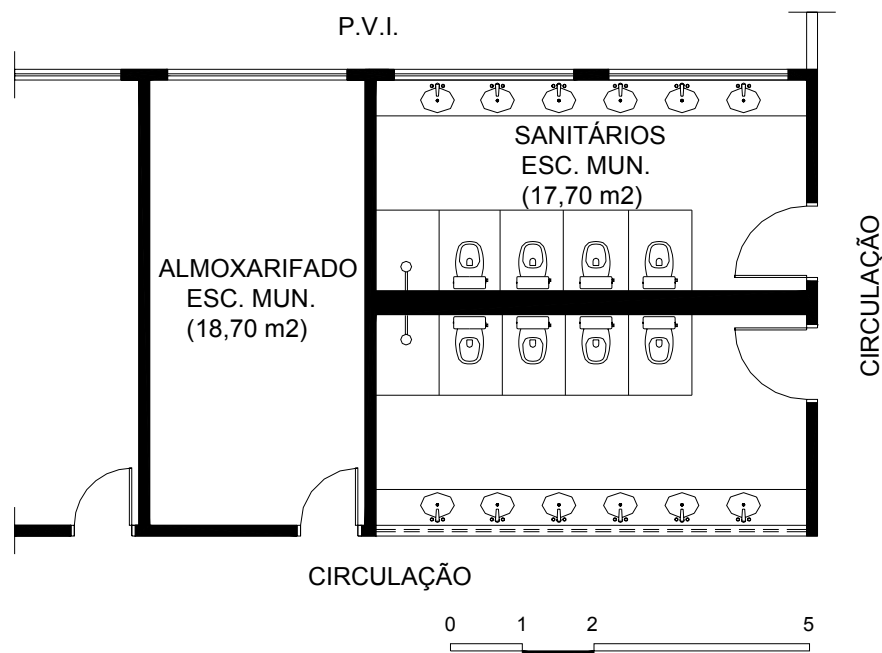 P.V.I.
SANITÁRIOS
ESC. MUN.
(17,70 m2)
ALMOXARIFADO
ESC. MUN.
(18,70 m2)
CIRCULAÇÃO
CIRCULAÇÃO
0 1 2 5